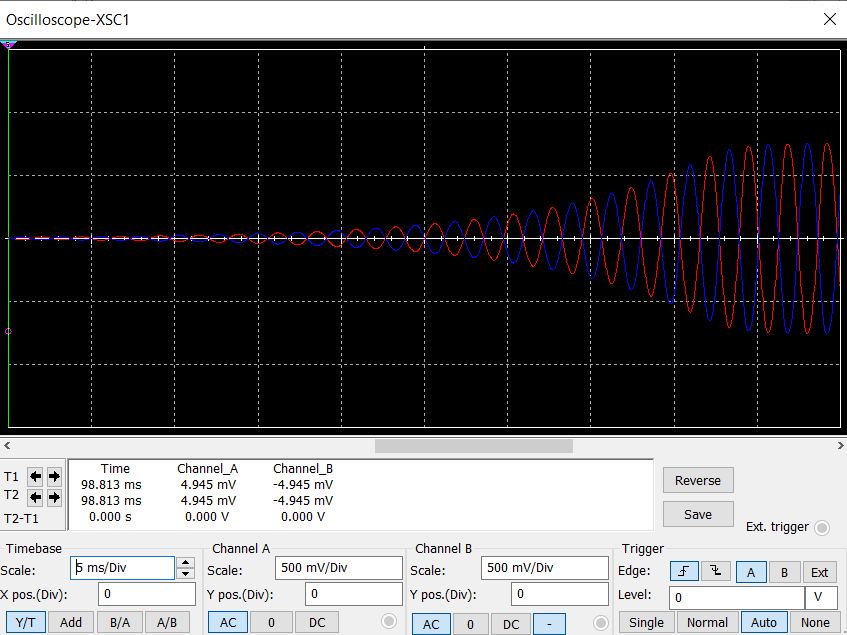 Oscilloscope-XSC1
Time Channel_A Channel_B
T1 98.813 ms 4.945 mV -4.945 mV
T2 98.813 ms 4.945 mV -4.945 mV
T2-T1 0.000 s 0.000 V 0.000 V
Reverse
Save
Ext. trigger
Timebase Channel A Channel B Trigger
Scale: 5 ms/Div Scale: 500 mV/Div Scale: 500 mV/Div Edge: A B Ext
X pos.(Div): 0 Y pos.(Div): 0 Y pos.(Div): 0 Level: 0 V
Y/T Add B/A A/B AC 0 DC AC 0 DC - Single Normal Auto None